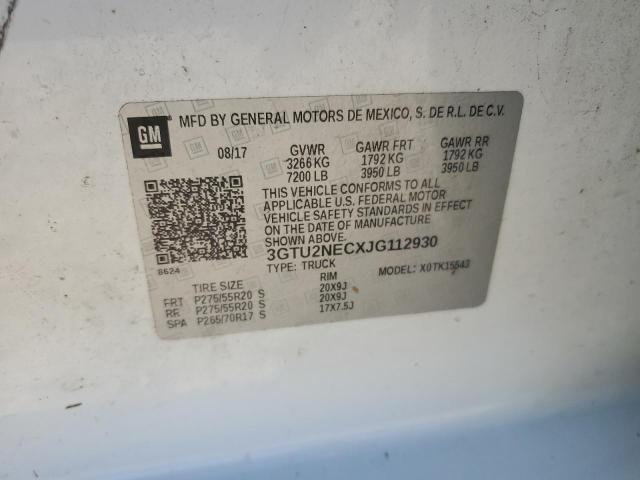 GM MFD BY GENERAL MOTORS DE MEXICO, S. DE R.L. DE C.V.
08/17 GVWR GAWR FRT GAWR RR
3266 KG 1792 KG 1792 KG
7200 LB 3950 LB 3950 LB
THIS VEHICLE CONFORMS TO ALL
APPLICABLE U.S. FEDERAL MOTOR
VEHICLE SAFETY STANDARDS IN EFFECT
ON THE DATE OF MANUFACTURE
SHOWN ABOVE.
3GTU2NECXJG112930
8624
TYPE: TRUCK MODEL: X0TK15543
TIRE SIZE RIM
FRT P275/55R20 S 20X9J
RR P275/55R20 S 20X9J
SPA P265/70R17 S 17X7.5J